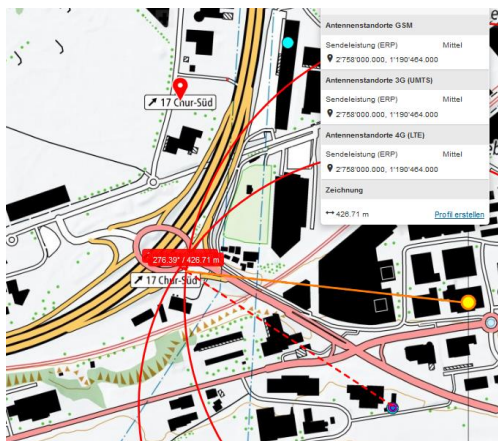 Antennenstandorte GSM
Sendeleistung (ERP) Mittel
2'758'000.000, 1'190'464.000
Antennenstandorte 3G (UMTS)
Sendeleistung (ERP) Mittel
2'758'000.000, 1'190'464.000
Antennenstandorte 4G (LTE)
Sendeleistung (ERP) Mittel
2'758'000.000, 1'190'464.000
Zeichnung
426.71 m Profil erstellen
17 Chur-Süd
276.39° / 426.71 m
17 Chur-Süd